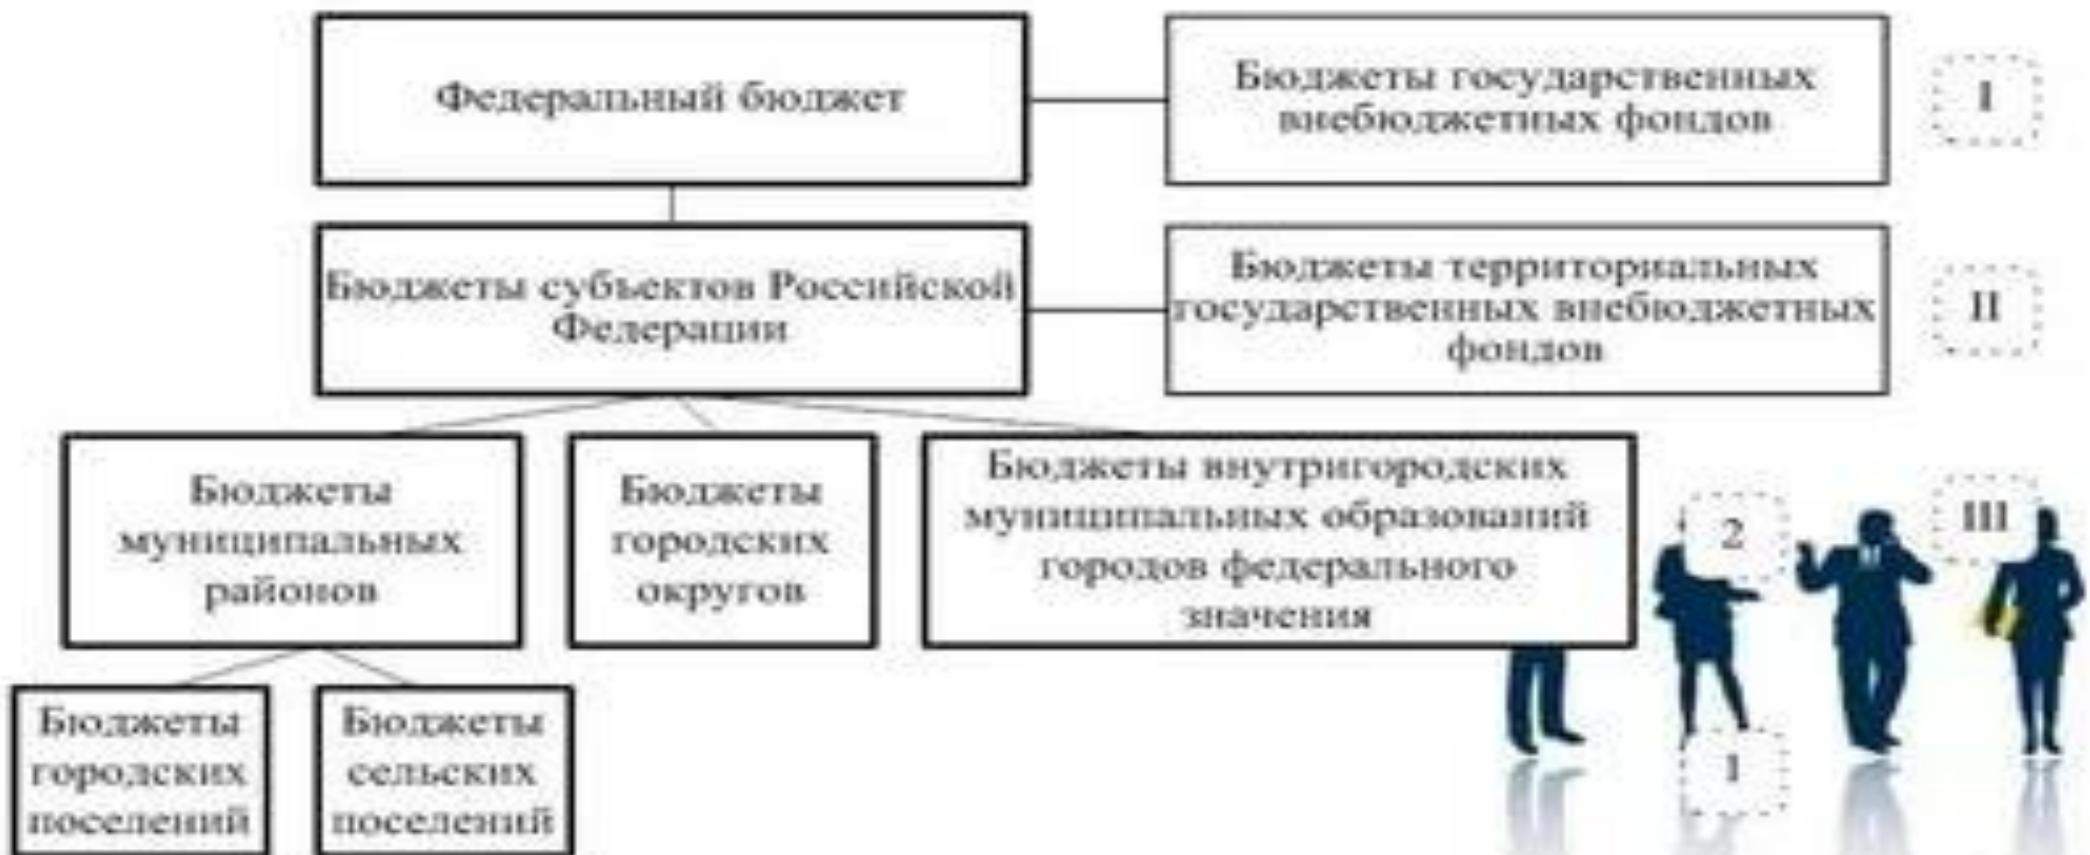 Федеральный бюджет
Бюджеты государственных
внебюджетных фондов
I
Бюджеты субъектов Российской
Федерации
Бюджеты территориальных
государственных внебюджетных
фондов
II
Бюджеты
муниципальных
районов
Бюджеты
городских
округов
Бюджеты внутригородских
муниципальных образований
городов федерального
значения
2
III
Бюджеты
городских
поселений
Бюджеты
сельских
поселений
1